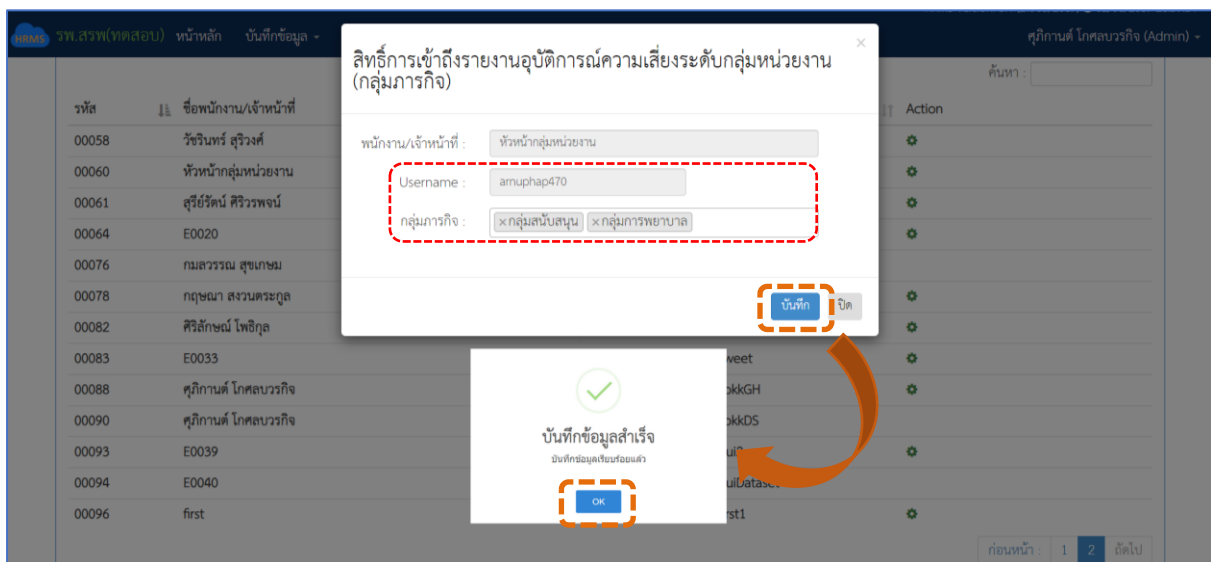 HRMS รพ.สรพ(ทดสอบ) หน้าหลัก บันทึกข้อมูล ศุภิกานต์ โกศลบวรกิจ (Admin)
สิทธิ์การเข้าถึงรายงานอุบัติการณ์ความเสี่ยงระดับกลุ่มหน่วยงาน
(กลุ่มภารกิจ)
×
ค้นหา :
รหัส ชื่อพนักงาน/เจ้าหน้าที่ Action
พนักงาน/เจ้าหน้าที่ : หัวหน้ากลุ่มหน่วยงาน
Username : arnuphap470
กลุ่มภารกิจ : ×กลุ่มสนับสนุน ×กลุ่มการพยาบาล
บันทึก ปิด
00058 วัชรินทร์ สุริวงศ์
00060 หัวหน้ากลุ่มหน่วยงาน
00061 สุรีย์รัตน์ ศิริวรพจน์
00064 E0020
00076 กมลวรรณ สุขเกษม
00078 กฤษณา สงวนตระกูล
00082 ศิริลักษณ์ โพธิกุล
00083 E0033 weet
00088 ศุภิกานต์ โกศลบวรกิจ okkGH
00090 ศุภิกานต์ โกศลบวรกิจ okkDS
00093 E0039
00094 E0040
00096 first rst1
บันทึกข้อมูลสำเร็จ
บันทึกข้อมูลเรียบร้อยแล้ว
OK
ก่อนหน้า : 1 2 ถัดไป